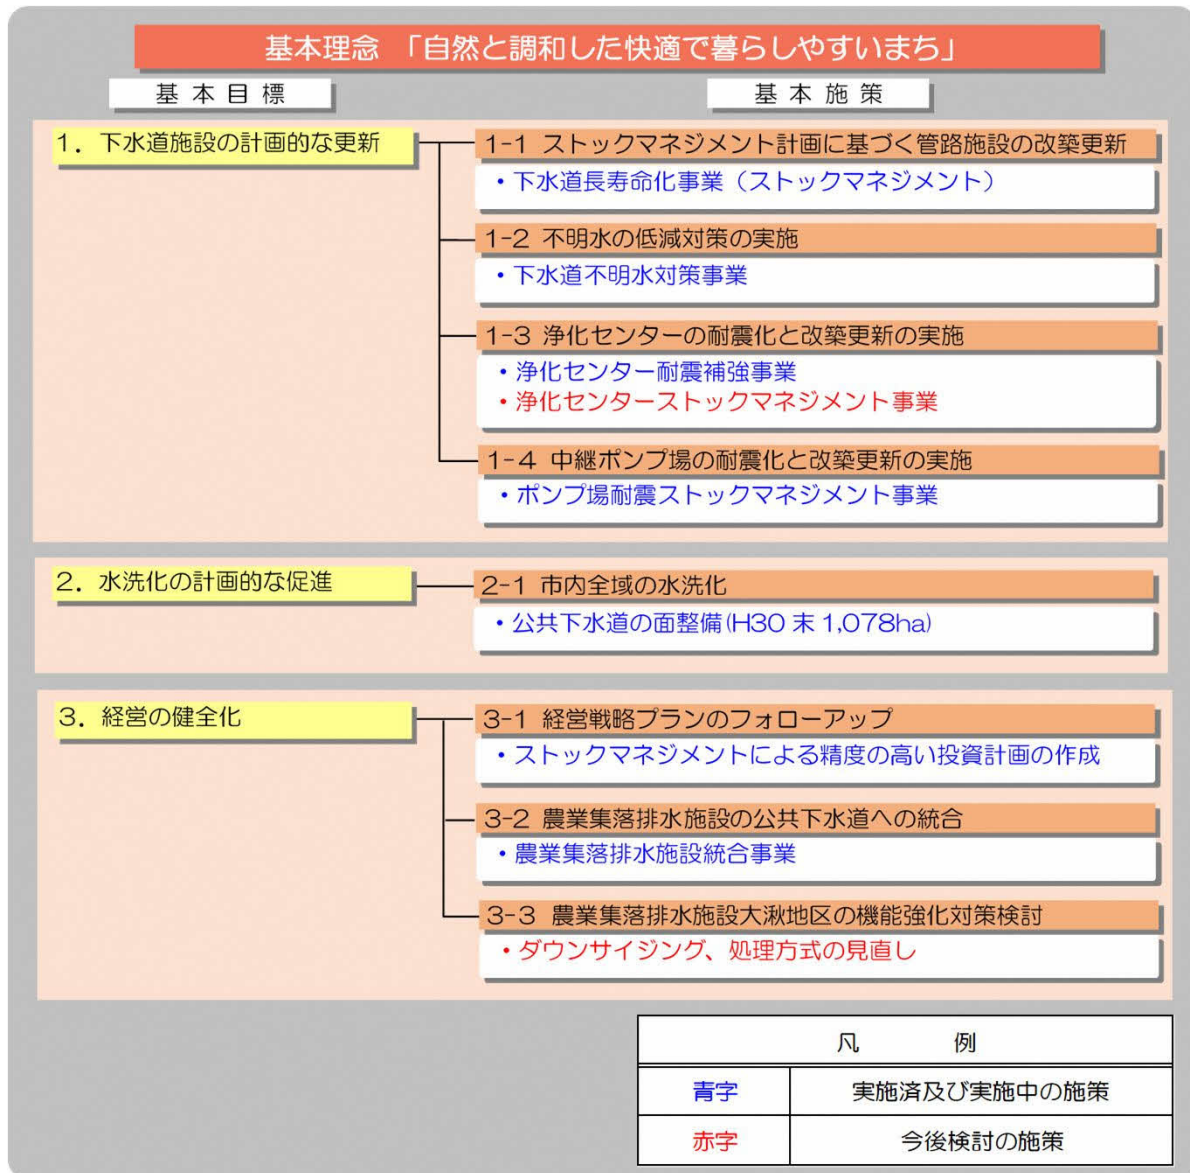 基本理念 「自然と調和した快適で暮らしやすいまち」
基本目標
基本施策
1. 下水道施設の計画的な更新
1-1 ストックマネジメント計画に基づく管路施設の改築更新
・下水道長寿命化事業（ストックマネジメント）
1-2 不明水の低減対策の実施
・下水道不明水対策事業
1-3 浄化センターの耐震化と改築更新の実施
・浄化センター耐震補強事業
・浄化センターストックマネジメント事業
1-4 中継ポンプ場の耐震化と改築更新の実施
・ポンプ場耐震ストックマネジメント事業
2. 水洗化の計画的な促進
2-1 市内全域の水洗化
・公共下水道の面整備(H30 末 1,078ha)
3. 経営の健全化
3-1 経営戦略プランのフォローアップ
・ストックマネジメントによる精度の高い投資計画の作成
3-2 農業集落排水施設の公共下水道への統合
・農業集落排水施設統合事業
3-3 農業集落排水施設大湫地区の機能強化対策検討
・ダウンサイジング、処理方式の見直し
凡 例
青字 実施済及び実施中の施策
赤字 今後検討の施策